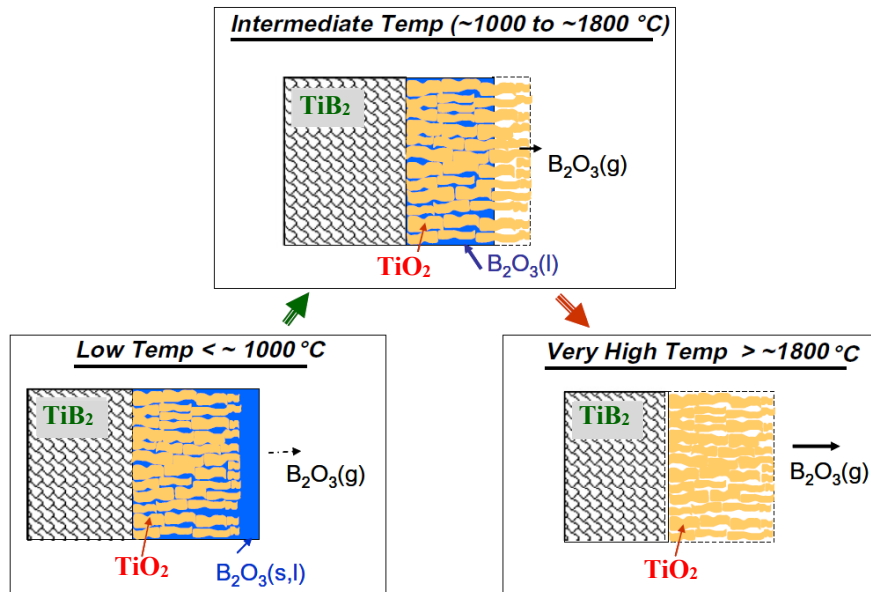 Intermediate Temp (~1000 to ~1800 °C)
TiB₂
B₂O₃(g)
TiO₂
B₂O₃(l)
Low Temp < ~ 1000 °C
TiB₂
B₂O₃(g)
TiO₂
B₂O₃(s,l)
Very High Temp > ~1800 °C
TiB₂
B₂O₃(g)
TiO₂